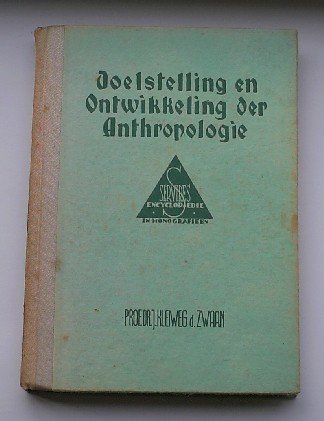 Doelstelling en
Ontwikkeling der
Anthropologie
SERVIRE'S
ENCYCLOPAEDIE
IN MONOGRAFIEËN
PROF.DR.J.KLEIWEG d. ZWAAN